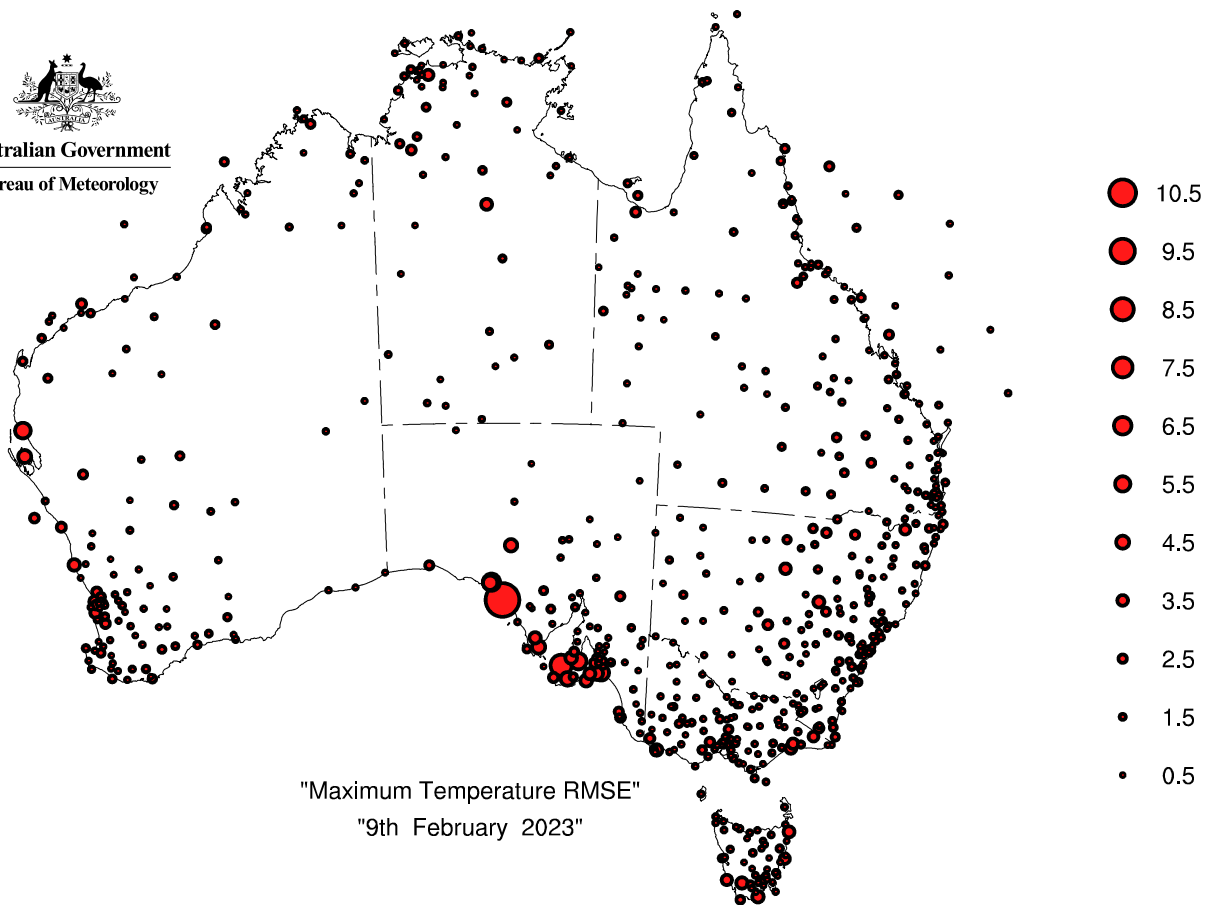 AUSTRALIA
tralian Government
reau of Meteorology
10.5
9.5
8.5
7.5
6.5
5.5
4.5
3.5
2.5
1.5
0.5
"Maximum Temperature RMSE"
"9th February 2023"